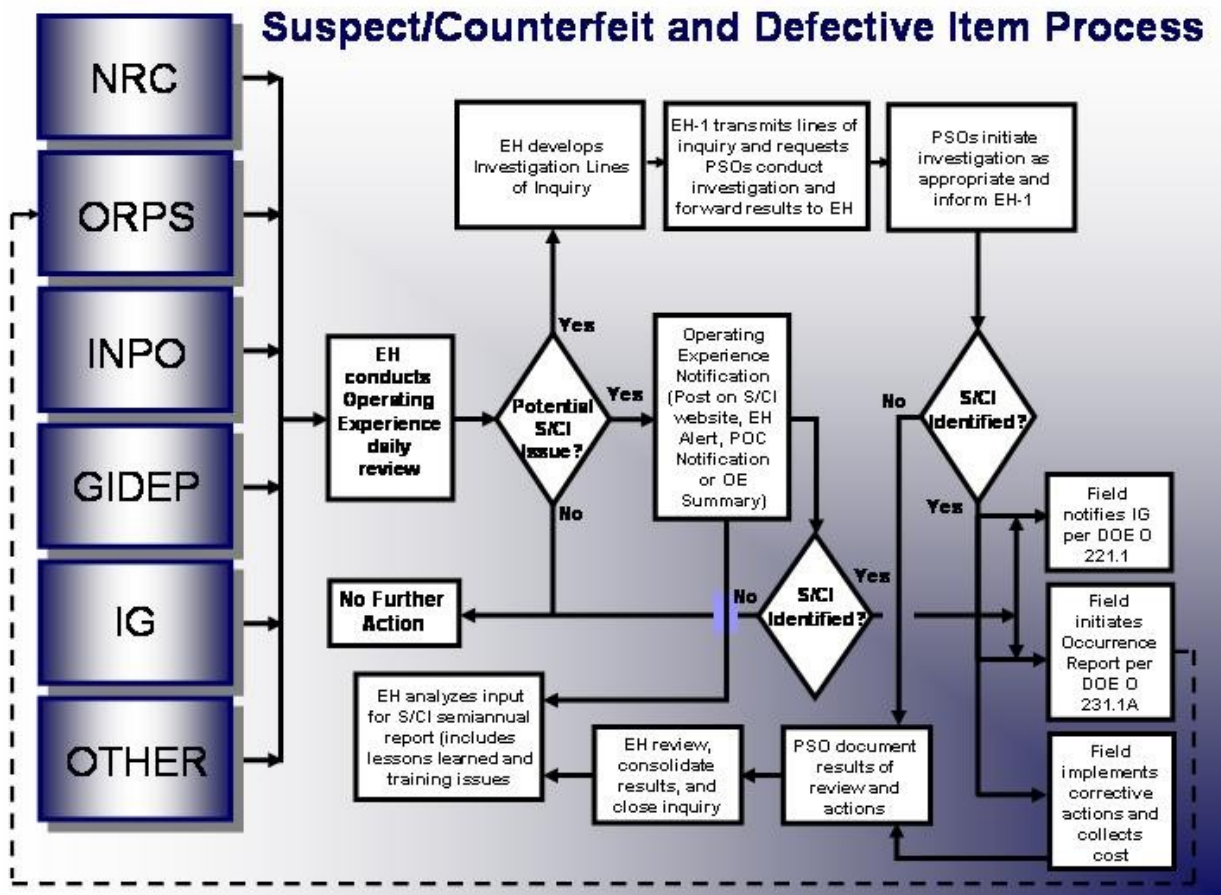 Suspect/Counterfeit and Defective Item Process
NRC
ORPS
INPO
GIDEP
IG
OTHER
EH
conducts
Operating
Experience
daily
review
Potential
S/CI
Issue?
Yes
Yes
No
No Further
Action
EH develops
Investigation Lines
of Inquiry
EH-1 transmits lines of
inquiry and requests
PSOs conduct
investigation and
forward results to EH
PSOs initiate
investigation as
appropriate and
inform EH-1
Operating
Experience
Notification
(Post on S/CI
website, EH
Alert, POC
Notification
or OE
Summary)
S/CI
Identified?
No
Yes
S/CI
Identified?
No
Yes
Field
notifies IG
per DOE O
221.1
Field
initiates
Occurrence
Report per
DOE O
231.1A
Field
implements
corrective
actions and
collects
cost
PSO document
results of
review and
actions
EH review,
consolidate
results, and
close inquiry
EH analyzes input
for S/CI semiannual
report (includes
lessons learned and
training issues